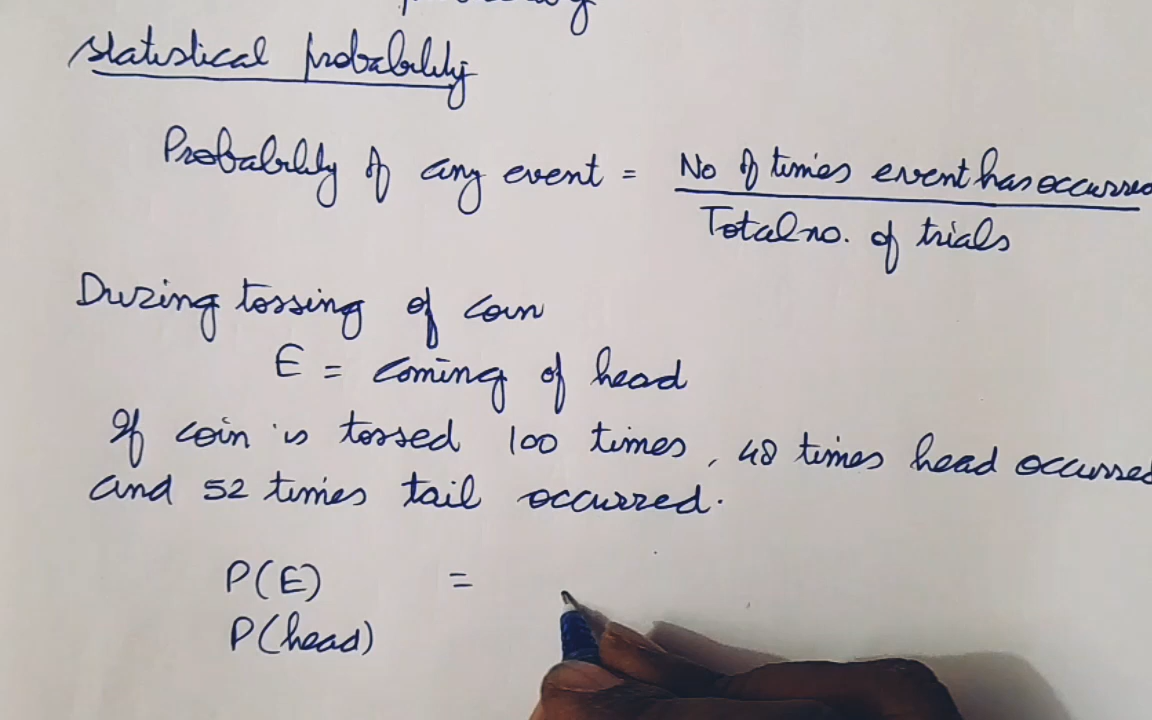 statistical probability
Probability of any event = No of times event has occurred
Total no. of trials
During tossing of coin
E = coming of head
If coin is tossed 100 times, 48 times head occurred
and 52 times tail occurred.
P(E) =
P(head)